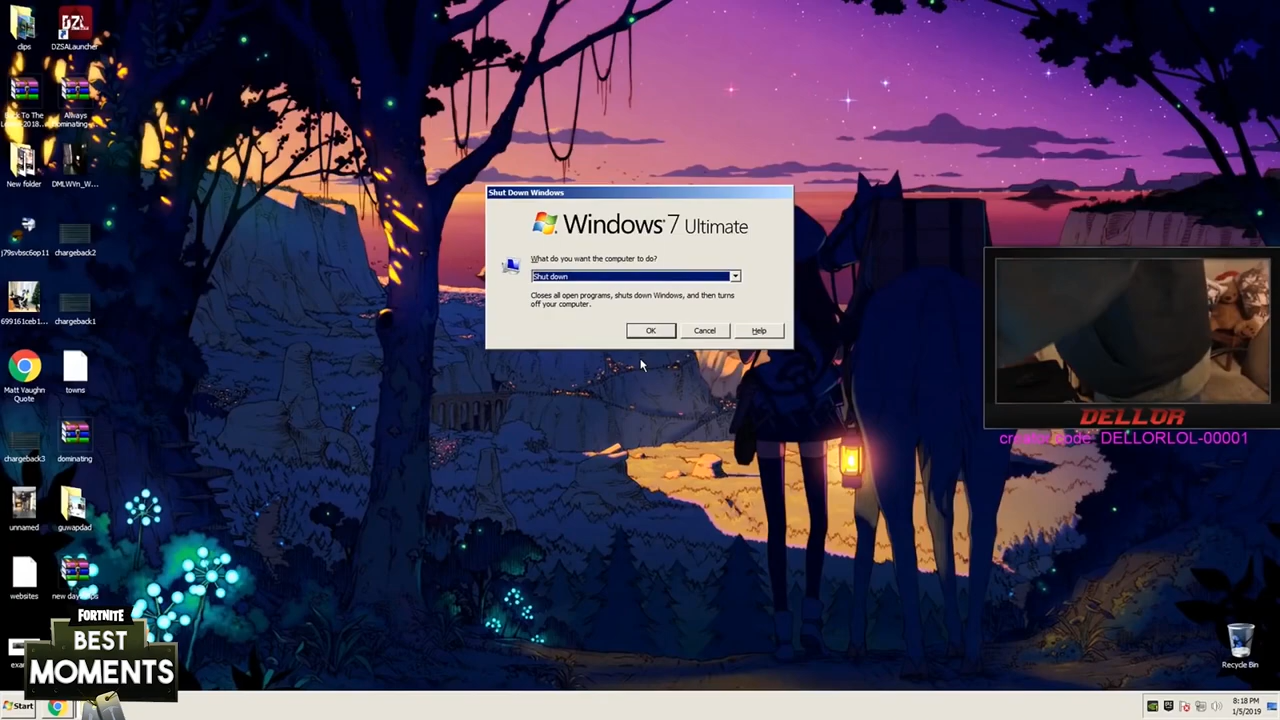 clips
DZSALauncher
Always
New folder
DMLWVn_W...
j79svbsc6op11
chargeback2
699161ceb1...
chargeback1
Matt Vaughn
Quote
towns
chargeback3
dominating
unnamed
guwapdad
websites
Shut Down Windows
Windows 7 Ultimate
What do you want the computer to do?
Shut down
Closes all open programs, shuts down Windows, and then turns
off your computer.
OK
Cancel
Help
DELLOR
creator code: DELLORLOL-00001
FORTNITE
BEST
MOMENTS
Recycle Bin
Start
8:18 PM
1/5/2019